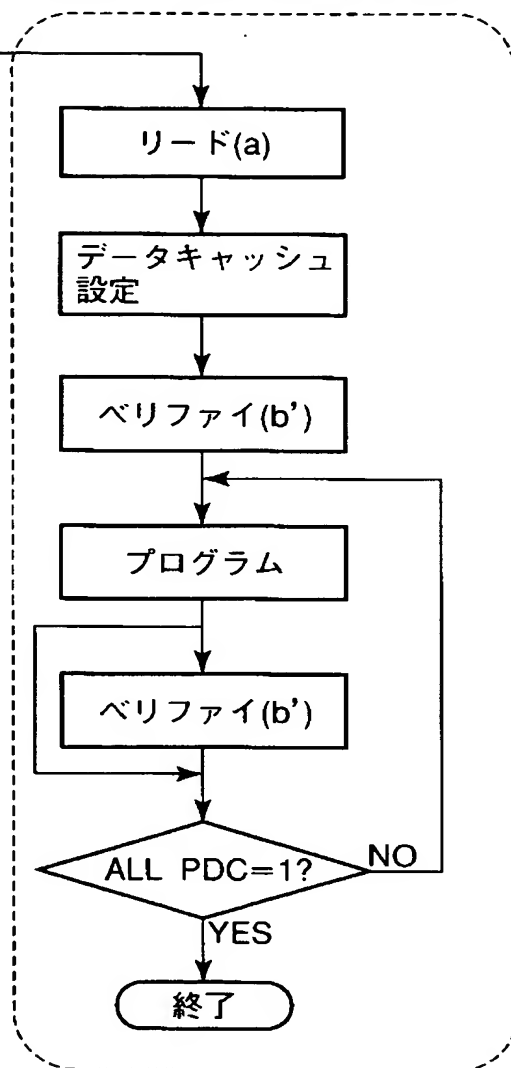 リード(a)
データキャッシュ
設定
ベリファイ(b')
プログラム
ベリファイ(b')
ALL PDC=1?
NO
YES
終了